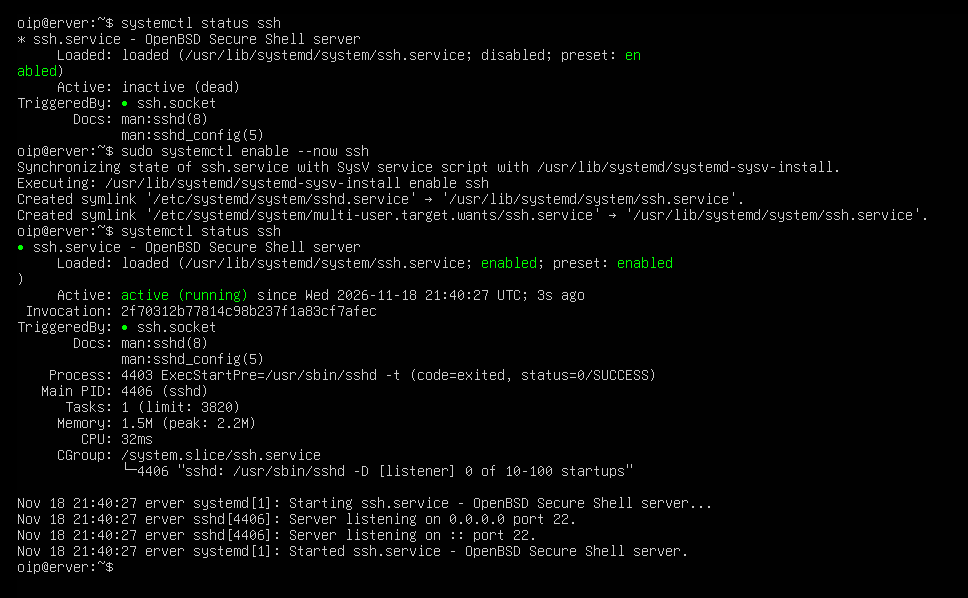 oip@erver:~$ systemctl status ssh
* ssh.service - OpenBSD Secure Shell server
     Loaded: loaded (/usr/lib/systemd/system/ssh.service; disabled; preset: en
abled)
     Active: inactive (dead)
TriggeredBy: ● ssh.socket
       Docs: man:sshd(8)
             man:sshd_config(5)
oip@erver:~$ sudo systemctl enable --now ssh
Synchronizing state of ssh.service with SysV service script with /usr/lib/systemd/systemd-sysv-install.
Executing: /usr/lib/systemd/systemd-sysv-install enable ssh
Created symlink '/etc/systemd/system/sshd.service' → '/usr/lib/systemd/system/ssh.service'.
Created symlink '/etc/systemd/system/multi-user.target.wants/ssh.service' → '/usr/lib/systemd/system/ssh.service'.
oip@erver:~$ systemctl status ssh
● ssh.service - OpenBSD Secure Shell server
     Loaded: loaded (/usr/lib/systemd/system/ssh.service; enabled; preset: enabled
)
     Active: active (running) since Wed 2026-11-18 21:40:27 UTC; 3s ago
 Invocation: 2f70312b77814c98b237f1a83cf7afec
TriggeredBy: ● ssh.socket
       Docs: man:sshd(8)
             man:sshd_config(5)
    Process: 4403 ExecStartPre=/usr/sbin/sshd -t (code=exited, status=0/SUCCESS)
   Main PID: 4406 (sshd)
      Tasks: 1 (limit: 3820)
     Memory: 1.5M (peak: 2.2M)
        CPU: 32ms
     CGroup: /system.slice/ssh.service
             └─4406 "sshd: /usr/sbin/sshd -D [listener] 0 of 10-100 startups"

Nov 18 21:40:27 erver systemd[1]: Starting ssh.service - OpenBSD Secure Shell server...
Nov 18 21:40:27 erver sshd[4406]: Server listening on 0.0.0.0 port 22.
Nov 18 21:40:27 erver sshd[4406]: Server listening on :: port 22.
Nov 18 21:40:27 erver systemd[1]: Started ssh.service - OpenBSD Secure Shell server.
oip@erver:~$